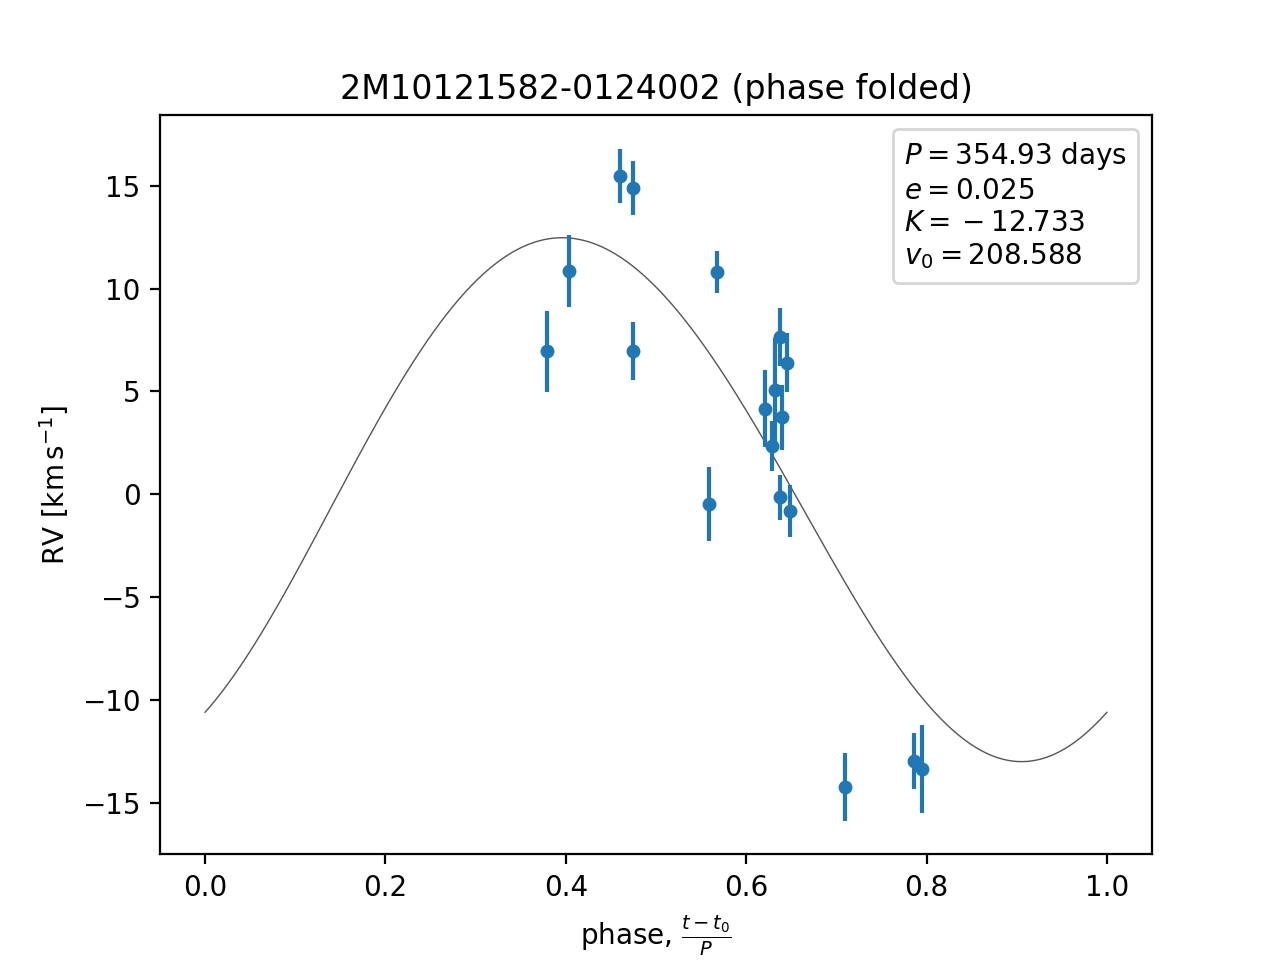 2M10121582-0124002 (phase folded)
P = 354.93 days
e = 0.025
K = −12.733
v₀ = 208.588
RV [km s⁻¹]
15
10
5
0
−5
−10
−15
0.0 0.2 0.4 0.6 0.8 1.0
phase, (t − t₀)/P